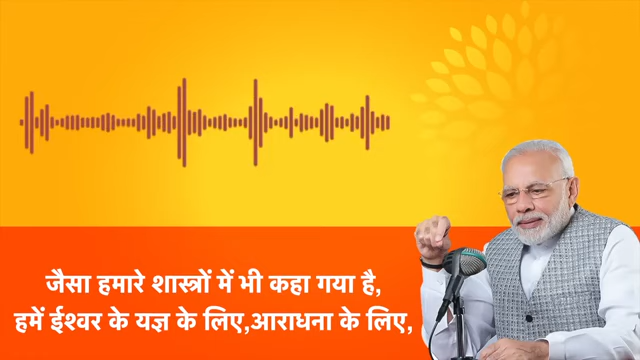 जैसा हमारे शास्त्रों में भी कहा गया है,
हमें ईश्वर के यज्ञ के लिए,आराधना के लिए,